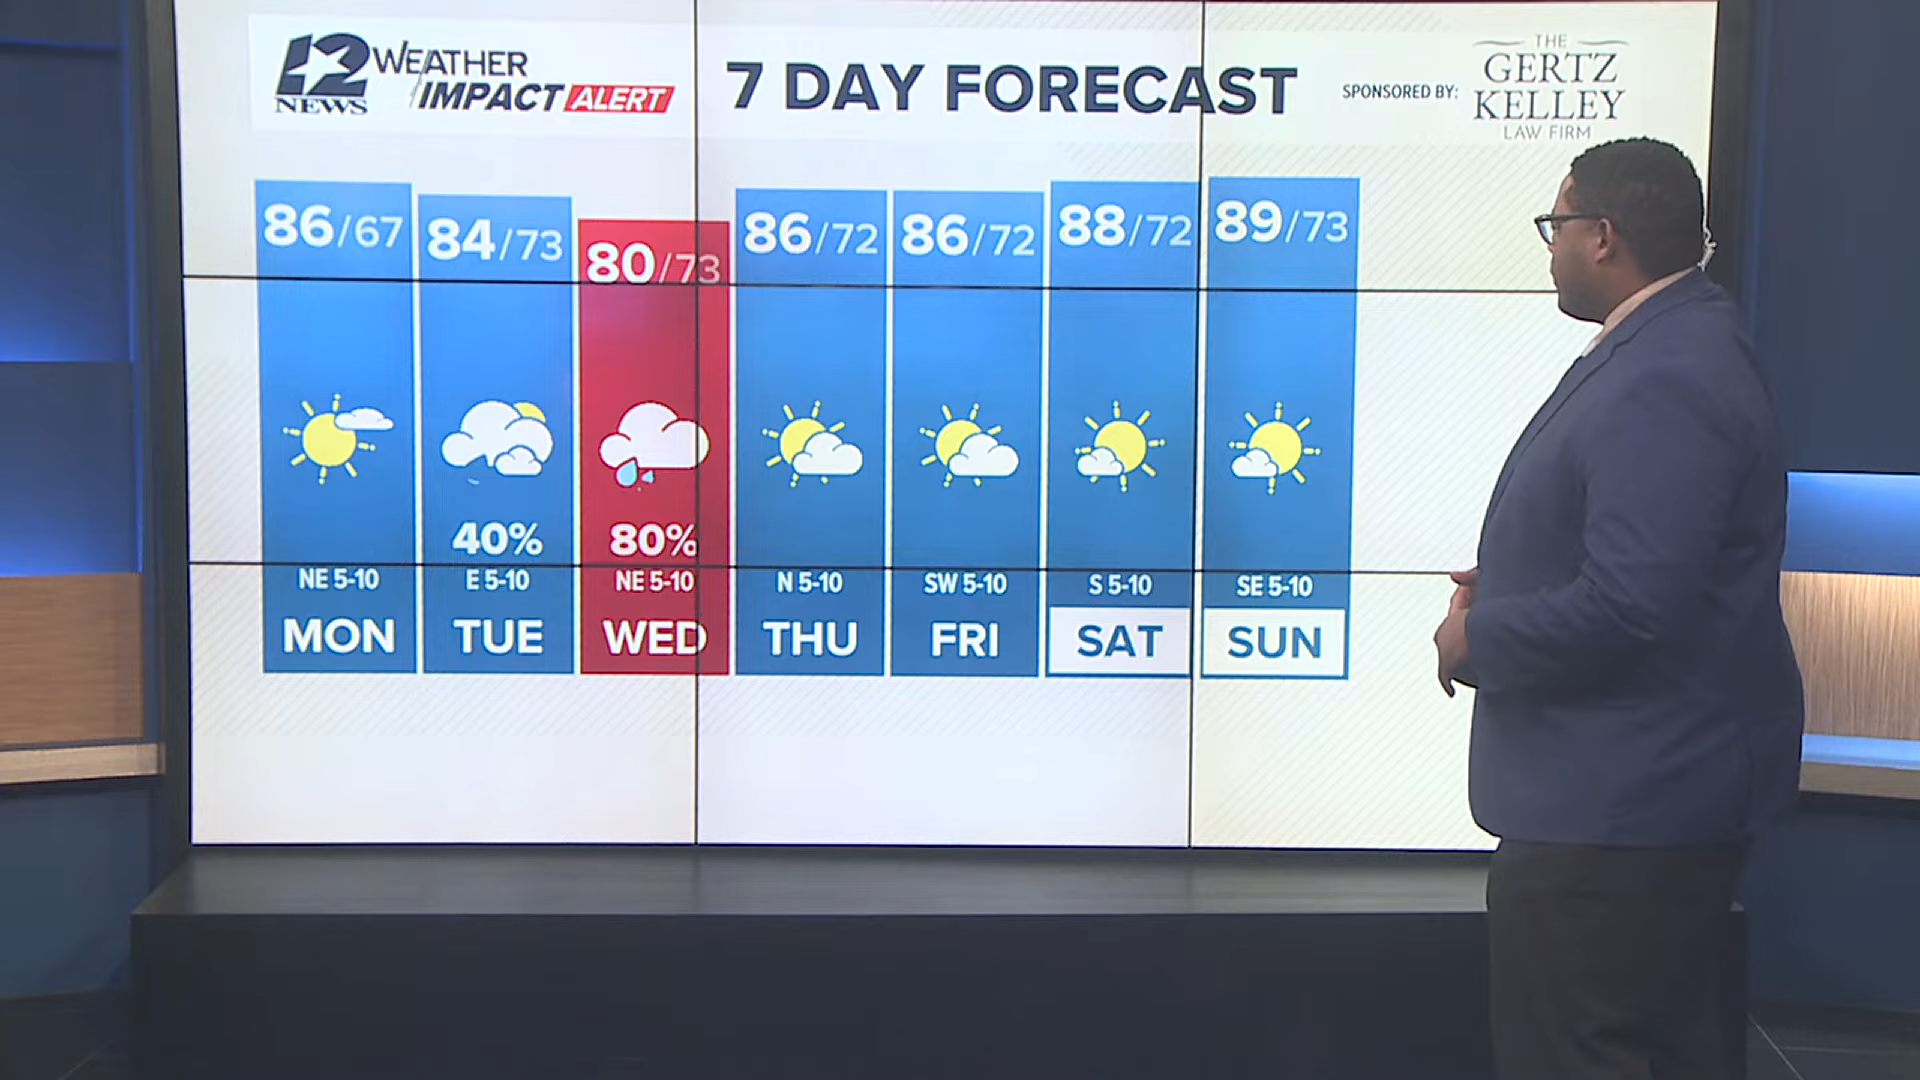 12 NEWS
WEATHER IMPACT ALERT
7 DAY FORECAST
SPONSORED BY:
THE
GERTZ
KELLEY
LAW FIRM
86/67 84/73 80/73 86/72 86/72 88/72 89/73
40% 80%
NE 5-10 E 5-10 NE 5-10 N 5-10 SW 5-10 S 5-10 SE 5-10
MON TUE WED THU FRI SAT SUN